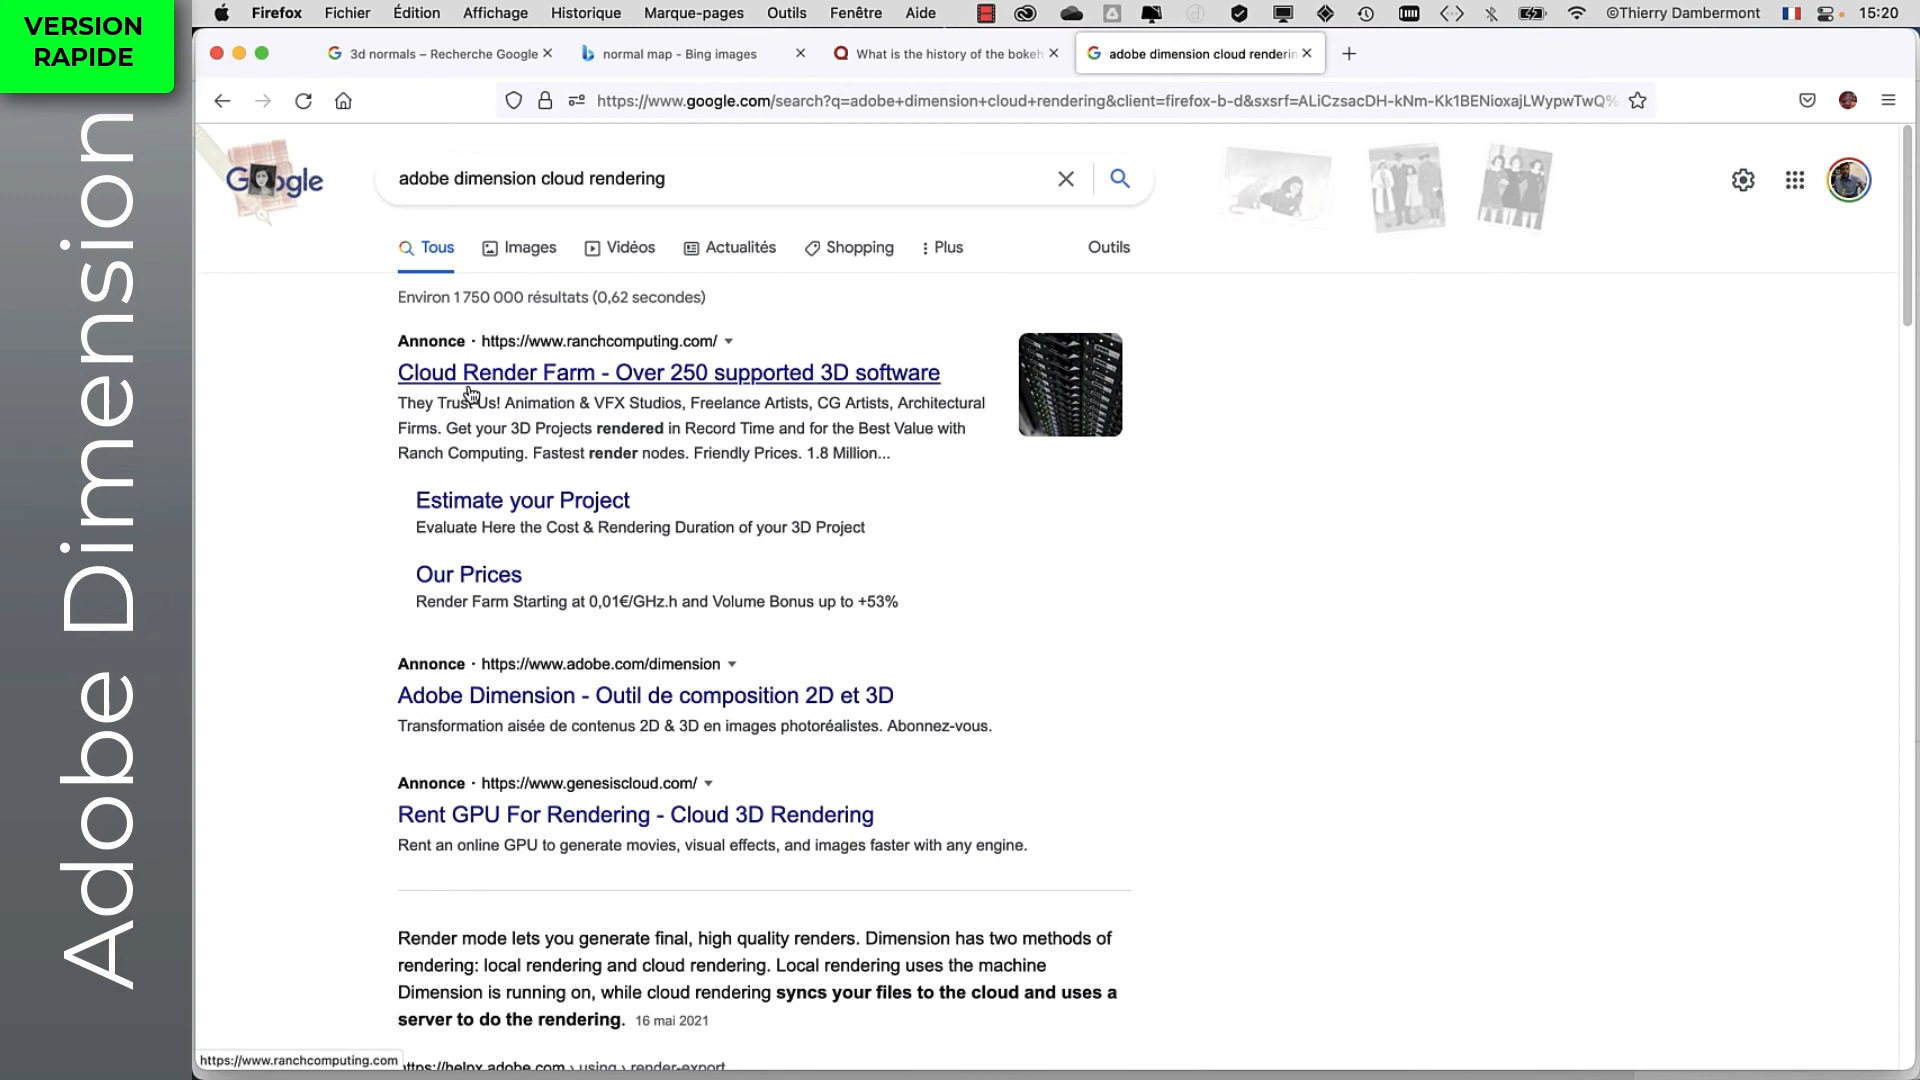 VERSION
RAPIDE
Adobe Dimension
Firefox Fichier Édition Affichage Historique Marque-pages Outils Fenêtre Aide ©Thierry Dambermont 15:20
3d normals – Recherche Google
normal map - Bing images
What is the history of the bokeh
adobe dimension cloud renderin
https://www.google.com/search?q=adobe+dimension+cloud+rendering&client=firefox-b-d&sxsrf=ALiCzsacDH-kNm-Kk1BENioxajLWypwTwQ%
Google
adobe dimension cloud rendering
Tous Images Vidéos Actualités Shopping Plus Outils
Environ 1 750 000 résultats (0,62 secondes)
Annonce · https://www.ranchcomputing.com/
Cloud Render Farm - Over 250 supported 3D software
They Trust Us! Animation & VFX Studios, Freelance Artists, CG Artists, Architectural
Firms. Get your 3D Projects rendered in Record Time and for the Best Value with
Ranch Computing. Fastest render nodes. Friendly Prices. 1.8 Million...
Estimate your Project
Evaluate Here the Cost & Rendering Duration of your 3D Project
Our Prices
Render Farm Starting at 0,01€/GHz.h and Volume Bonus up to +53%
Annonce · https://www.adobe.com/dimension
Adobe Dimension - Outil de composition 2D et 3D
Transformation aisée de contenus 2D & 3D en images photoréalistes. Abonnez-vous.
Annonce · https://www.genesiscloud.com/
Rent GPU For Rendering - Cloud 3D Rendering
Rent an online GPU to generate movies, visual effects, and images faster with any engine.
Render mode lets you generate final, high quality renders. Dimension has two methods of
rendering: local rendering and cloud rendering. Local rendering uses the machine
Dimension is running on, while cloud rendering syncs your files to the cloud and uses a
server to do the rendering. 16 mai 2021
https://www.ranchcomputing.com
https://helpx.adobe.com › using › render-export